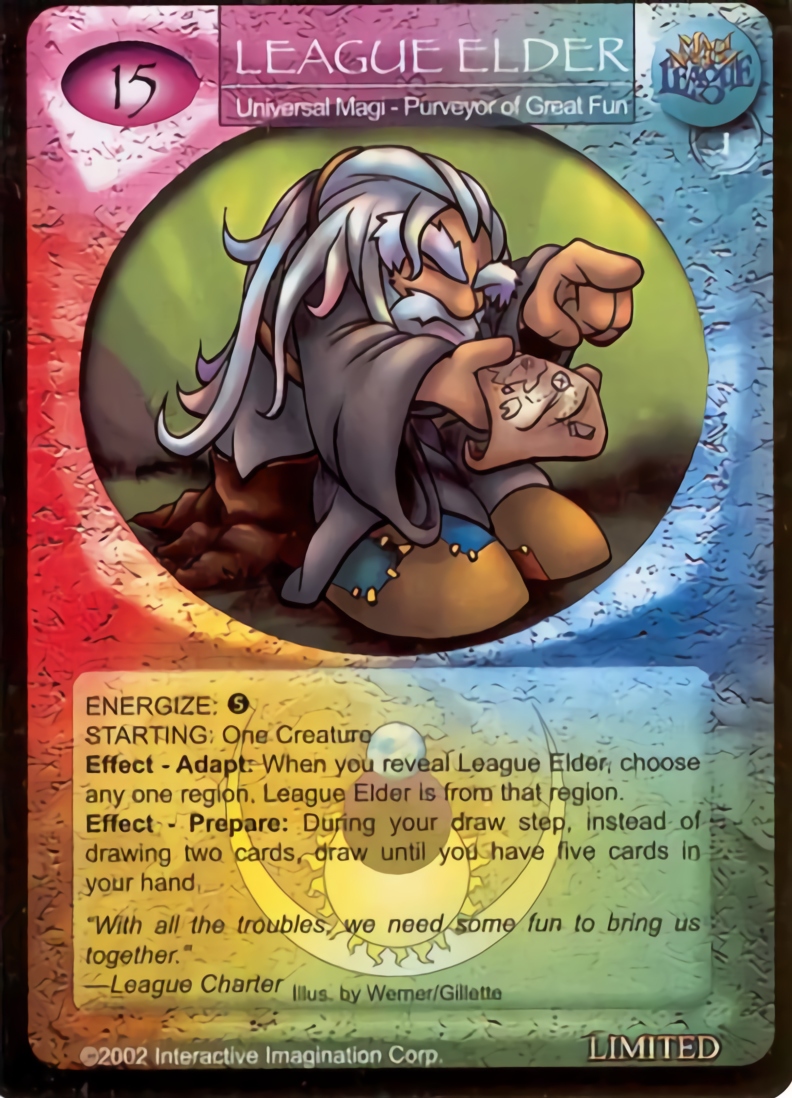 15
LEAGUE ELDER
MAGI
LEAGUE
Universal Magi - Purveyor of Great Fun
1
ENERGIZE: 5
STARTING: One Creature
Effect - Adapt: When you reveal League Elder, choose
any one region. League Elder is from that region.
Effect - Prepare: During your draw step, instead of
drawing two cards, draw until you have five cards in
your hand.
"With all the troubles, we need some fun to bring us
together."
—League Charter
Illus. by Werner/Gillette
©2002 Interactive Imagination Corp.
LIMITED